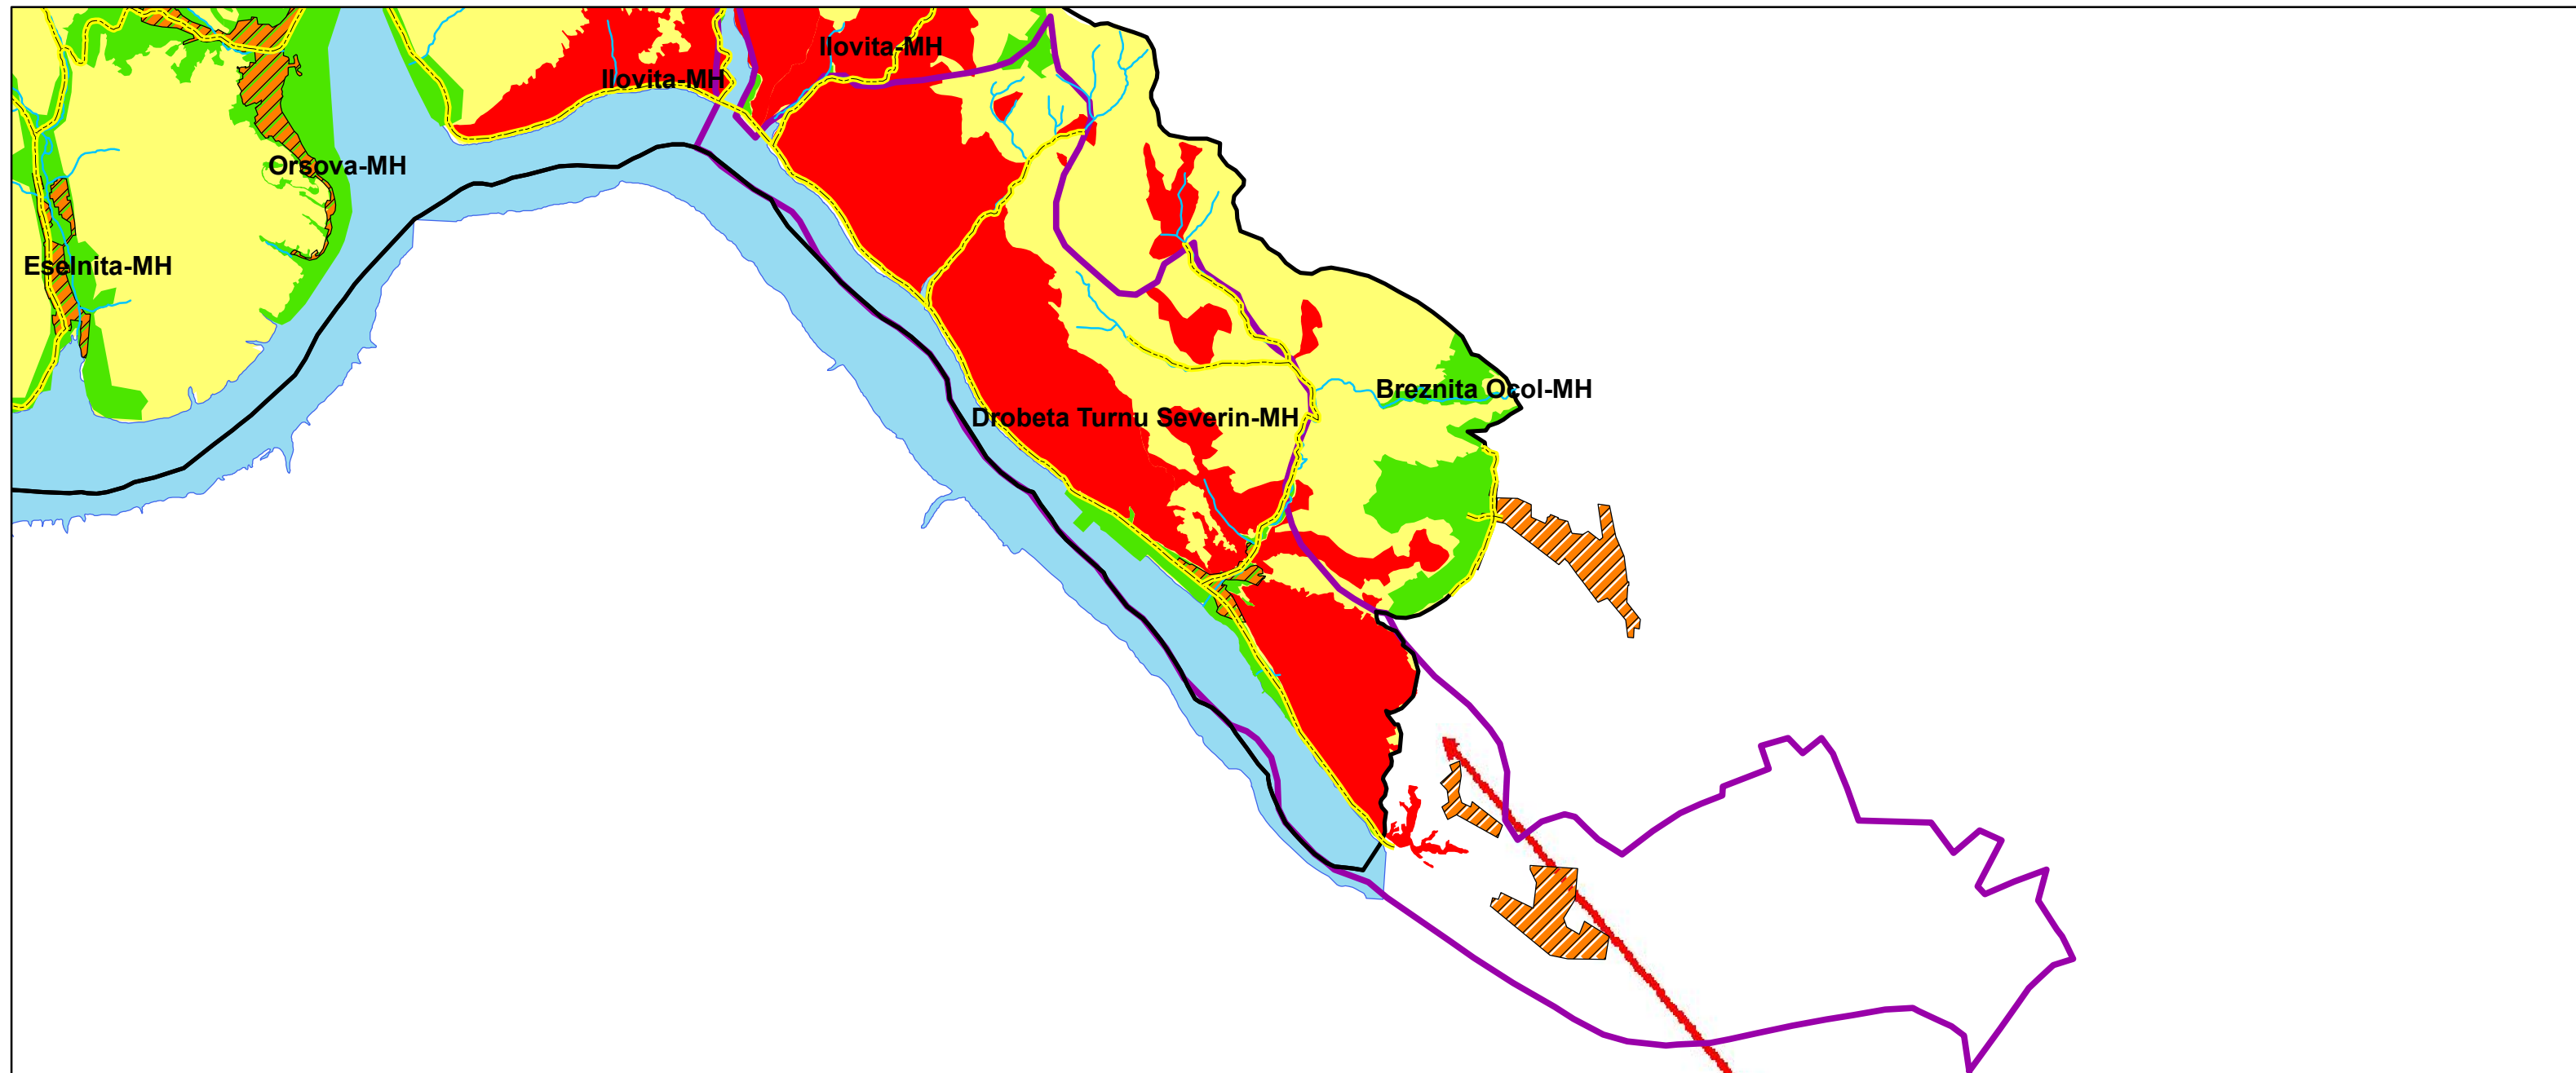 Ilovita-MH
Ilovita-MH
Orsova-MH
Eselnita-MH
Breznita Ocol-MH
Drobeta Turnu Severin-MH